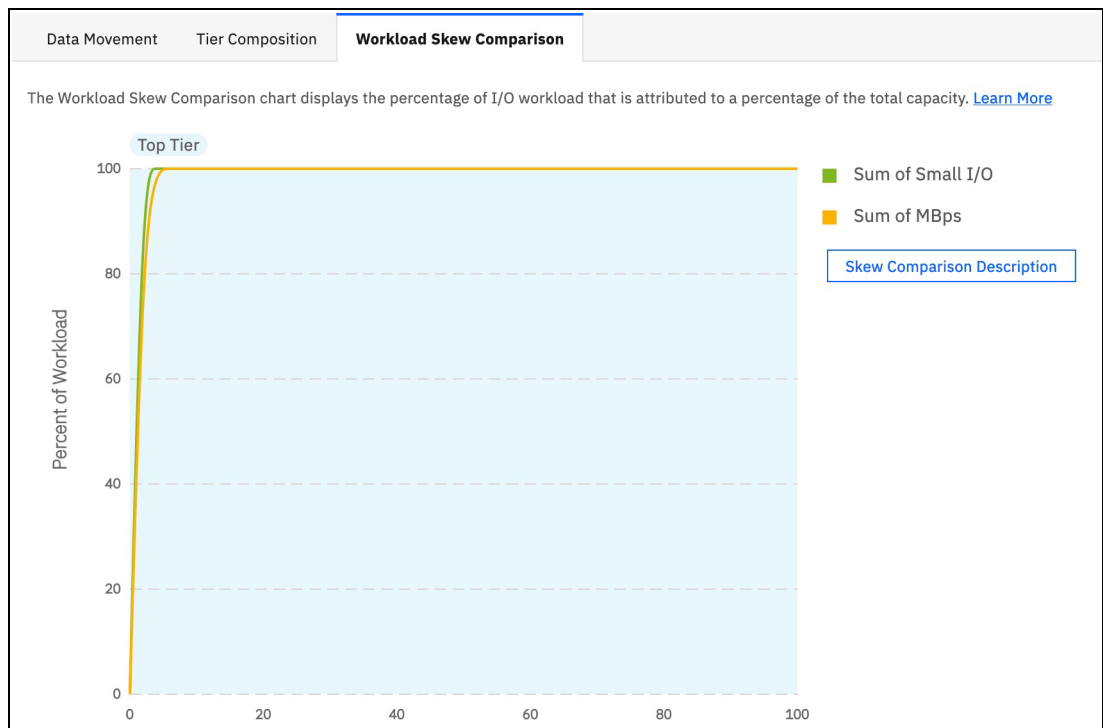 Data Movement Tier Composition Workload Skew Comparison
The Workload Skew Comparison chart displays the percentage of I/O workload that is attributed to a percentage of the total capacity. Learn More
Top Tier
100
80
60
40
20
0
Percent of Workload
0 20 40 60 80 100
Sum of Small I/O
Sum of MBps
Skew Comparison Description